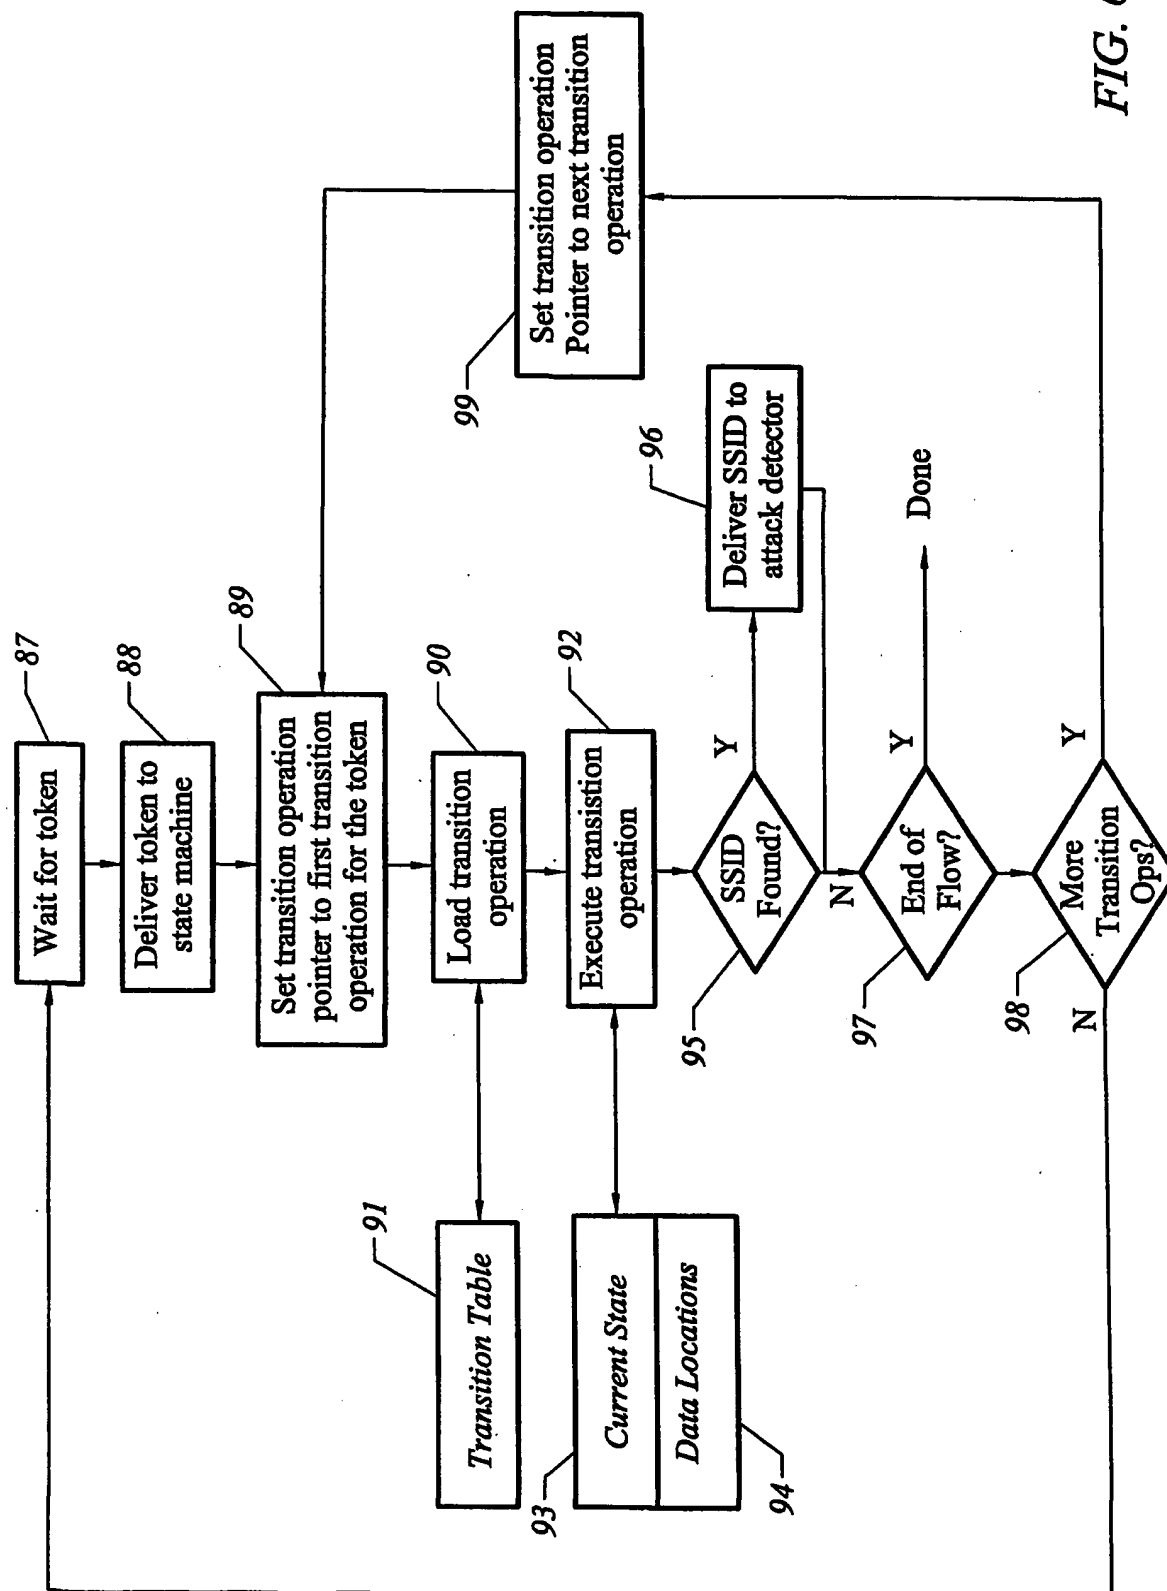 87
Wait for token
88
Deliver token to
state machine
89
Set transition operation
pointer to first transition
operation for the token
90
Load transition
operation
91
Transition Table
92
Execute transistion
operation
93
Current State
Data Locations
94
95
SSID
Found?
Y
N
96
Deliver SSID to
attack detector
97
End of
Flow?
Y
Done
98
More
Transition
Ops?
Y
N
99
Set transition operation
Pointer to next transition
operation
FIG.